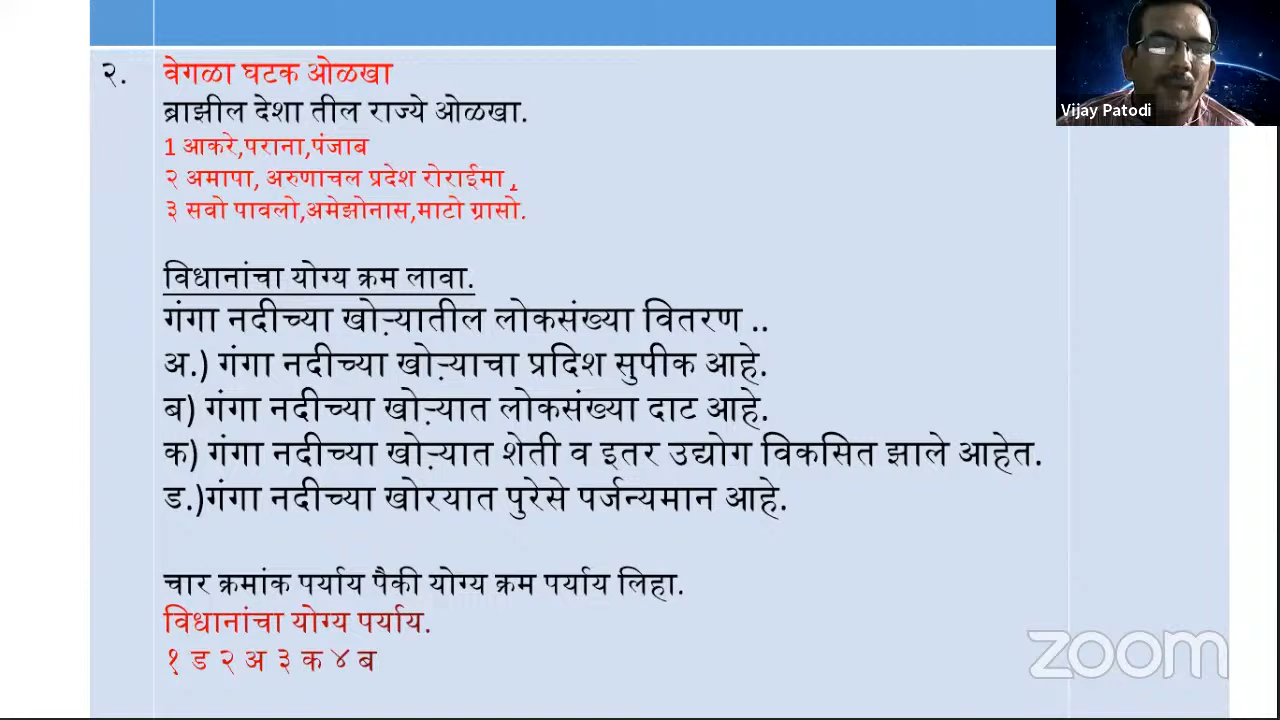 २. वेगळा घटक ओळखा
ब्राझील देशा तील राज्ये ओळखा.
1 आकरे,पराना,पंजाब
२ अमापा, अरुणाचल प्रदेश रोराईमा ,
३ सवो पावलो,अमेझोनास,माटो ग्रासो.
विधानांचा योग्य क्रम लावा.
गंगा नदीच्या खोऱ्यातील लोकसंख्या वितरण ..
अ.) गंगा नदीच्या खोऱ्याचा प्रदिश सुपीक आहे.
ब) गंगा नदीच्या खोऱ्यात लोकसंख्या दाट आहे.
क) गंगा नदीच्या खोऱ्यात शेती व इतर उद्योग विकसित झाले आहेत.
ड.)गंगा नदीच्या खोरयात पुरेसे पर्जन्यमान आहे.
चार क्रमांक पर्याय पैकी योग्य क्रम पर्याय लिहा.
विधानांचा योग्य पर्याय.
१ ड २ अ ३ क ४ ब
Vijay Patodi
zoom